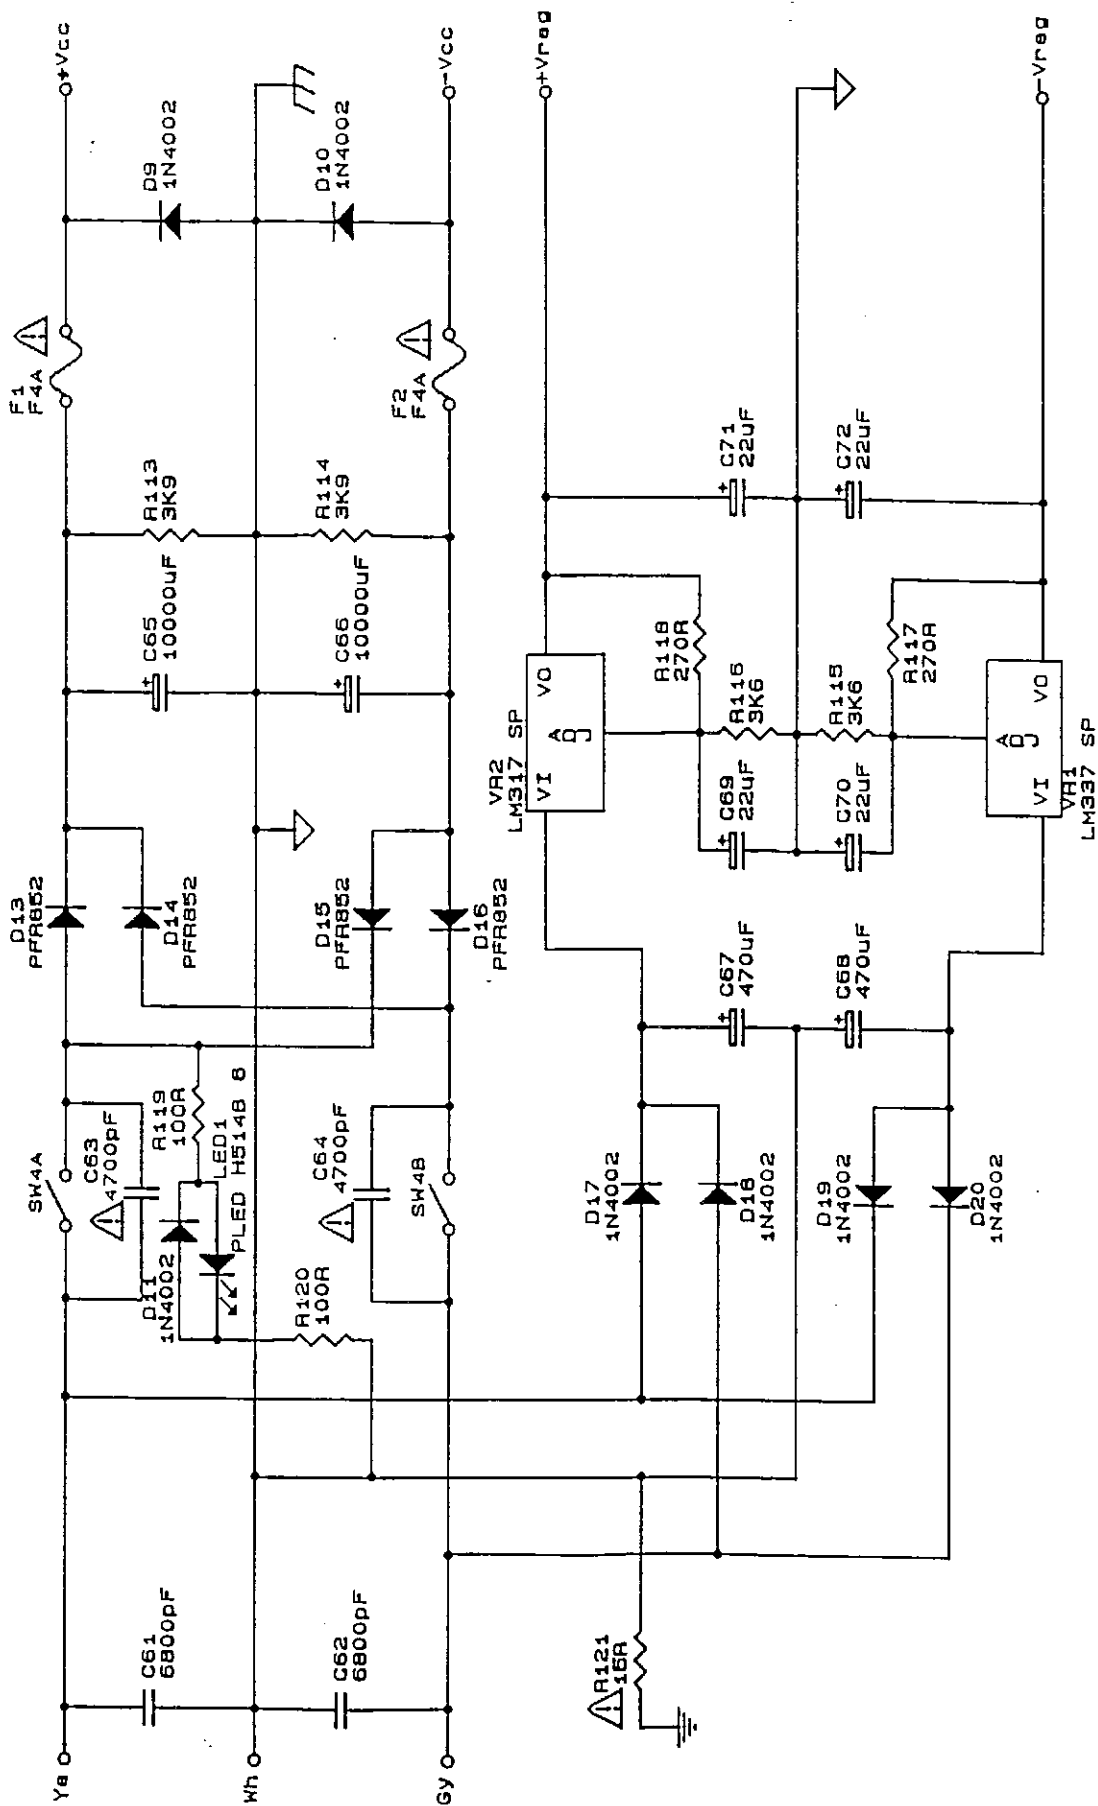 Ye
Wh
Gy
C61
6800pF
C62
6800pF
SW4A
C63
4700pF
R119
100R
LED1
PLED H514B 6
D11
1N4002
R120
100R
C64
4700pF
SW4B
D13
PFR852
D14
PFR852
D15
PFR852
D16
PFR852
C65
10000uF
C66
10000uF
R113
3K9
R114
3K9
F1
F4A
F2
F4A
D9
1N4002
D10
1N4002
+Vcc
-Vcc
R121
15R
D17
1N4002
D18
1N4002
D19
1N4002
D20
1N4002
C67
470uF
C68
470uF
VR2
LM317 SP
VI
VO
ADJ
C69
22uF
C70
22uF
R118
270R
R116
3K6
R115
3K6
R117
270R
VI
VO
ADJ
VR1
LM337 SP
C71
22uF
C72
22uF
+Vreg
-Vreg